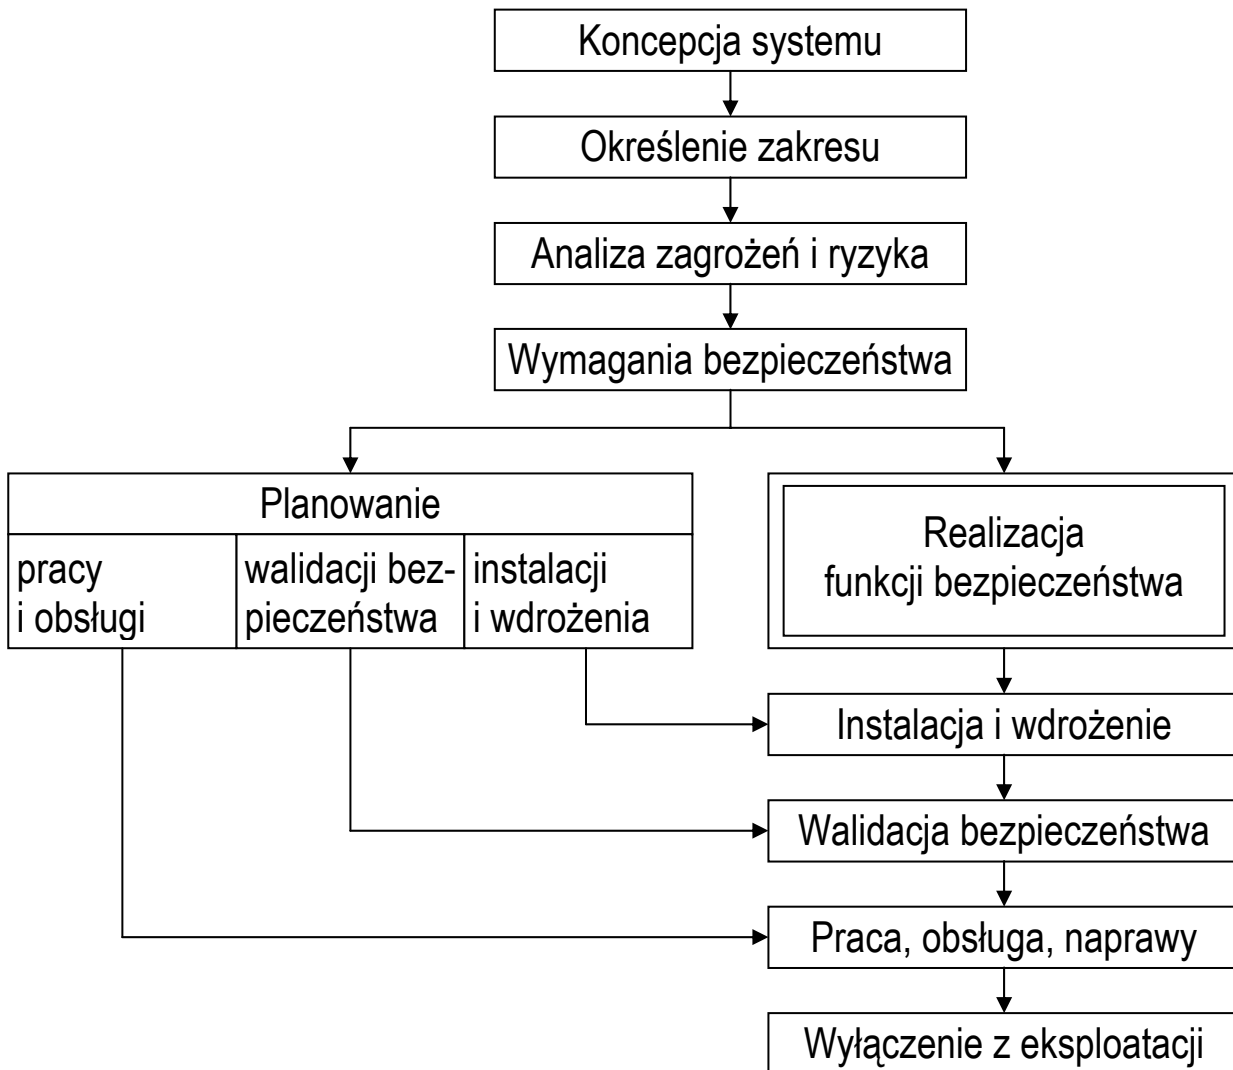 Koncepcja systemu
Określenie zakresu
Analiza zagrożeń i ryzyka
Wymagania bezpieczeństwa
Planowanie
pracy
i obsługi
walidacji bez-
pieczeństwa
instalacji
i wdrożenia
Realizacja
funkcji bezpieczeństwa
Instalacja i wdrożenie
Walidacja bezpieczeństwa
Praca, obsługa, naprawy
Wyłączenie z eksploatacji